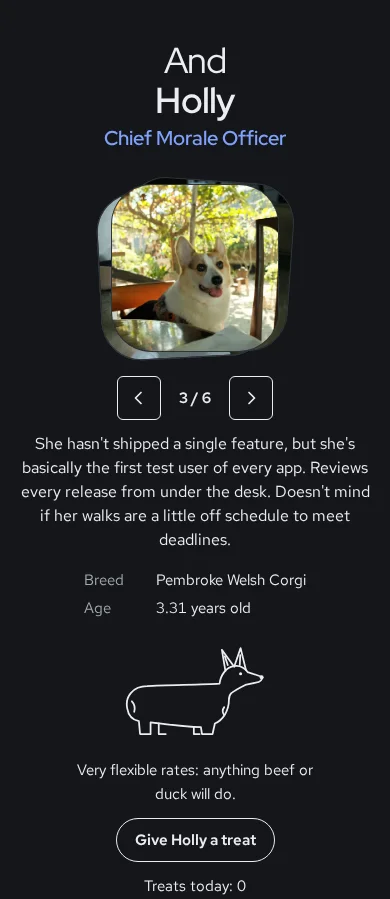 And
Holly
Chief Morale Officer
3 / 6
She hasn't shipped a single feature, but she's
basically the first test user of every app. Reviews
every release from under the desk. Doesn't mind
if her walks are a little off schedule to meet
deadlines.
Breed Pembroke Welsh Corgi
Age 3.31 years old
Very flexible rates: anything beef or
duck will do.
Give Holly a treat
Treats today: 0